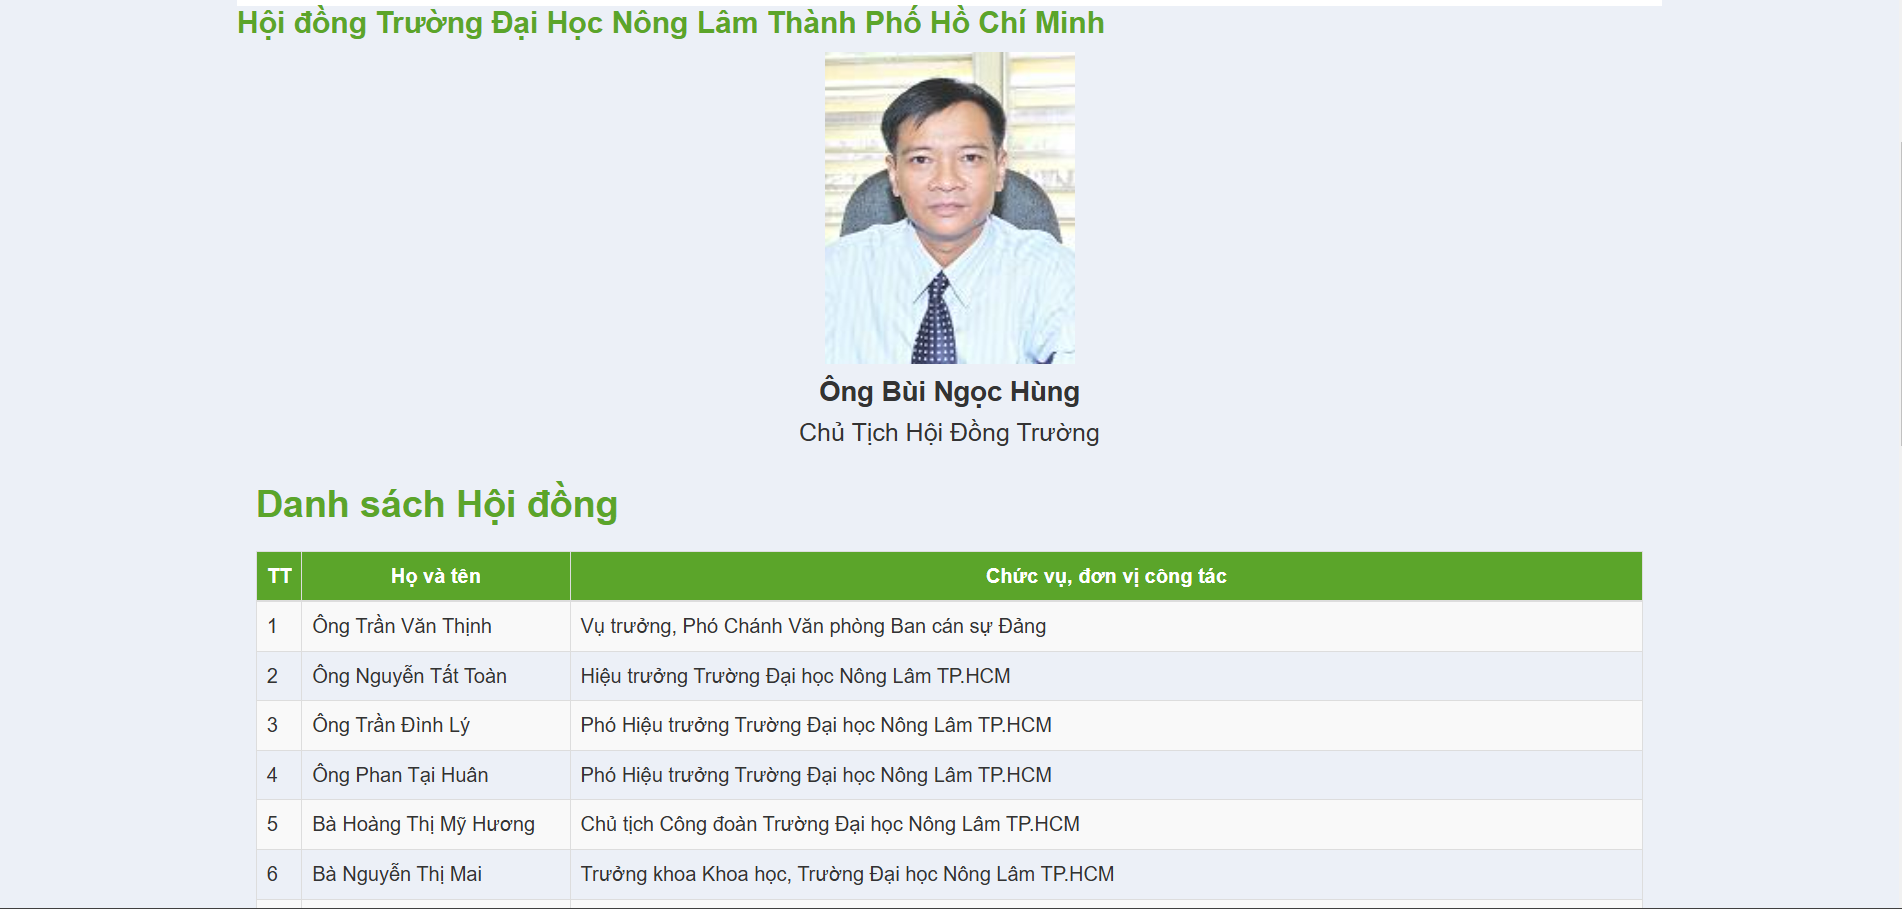 Hội đồng Trường Đại Học Nông Lâm Thành Phố Hồ Chí Minh
Ông Bùi Ngọc Hùng
Chủ Tịch Hội Đồng Trường
Danh sách Hội đồng
TT Họ và tên Chức vụ, đơn vị công tác
1 Ông Trần Văn Thịnh Vụ trưởng, Phó Chánh Văn phòng Ban cán sự Đảng
2 Ông Nguyễn Tất Toàn Hiệu trưởng Trường Đại học Nông Lâm TP.HCM
3 Ông Trần Đình Lý Phó Hiệu trưởng Trường Đại học Nông Lâm TP.HCM
4 Ông Phan Tại Huân Phó Hiệu trưởng Trường Đại học Nông Lâm TP.HCM
5 Bà Hoàng Thị Mỹ Hương Chủ tịch Công đoàn Trường Đại học Nông Lâm TP.HCM
6 Bà Nguyễn Thị Mai Trưởng khoa Khoa học, Trường Đại học Nông Lâm TP.HCM